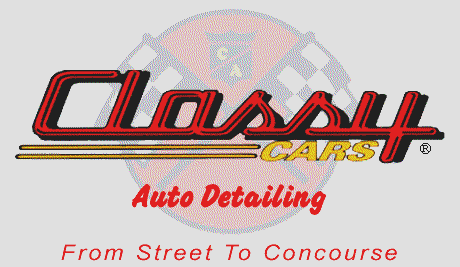 C
A
Classy
CARS®
Auto Detailing
From Street To Concourse